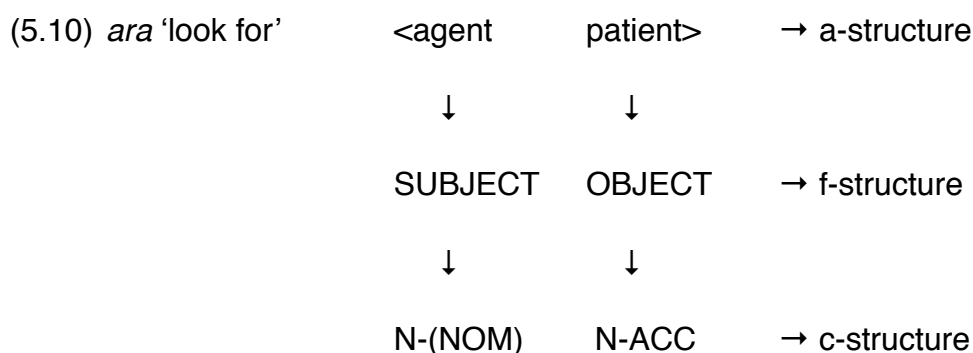 (5.10) ara ‘look for’ <agent patient> → a-structure
↓ ↓
SUBJECT OBJECT → f-structure
↓ ↓
N-(NOM) N-ACC → c-structure